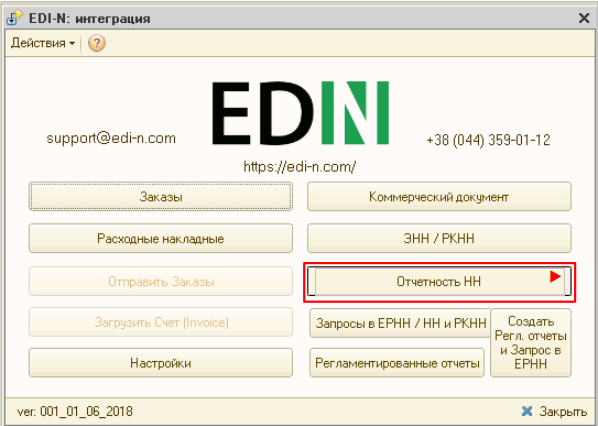 EDI-N: интеграция
Действия
?
EDIN
support@edi-n.com
+38 (044) 359-01-12
https://edi-n.com/
Заказы
Коммерческий документ
Расходные накладные
ЭНН / РКНН
Отправить Заказы
Отчетность НН
Загрузить Счет (Invoice)
Запросы в ЕРНН / НН и РКНН
Создать
Регл. отчеты
и Запрос в
ЕРНН
Настройки
Регламентированные отчеты
ver: 001_01_06_2018
Закрыть